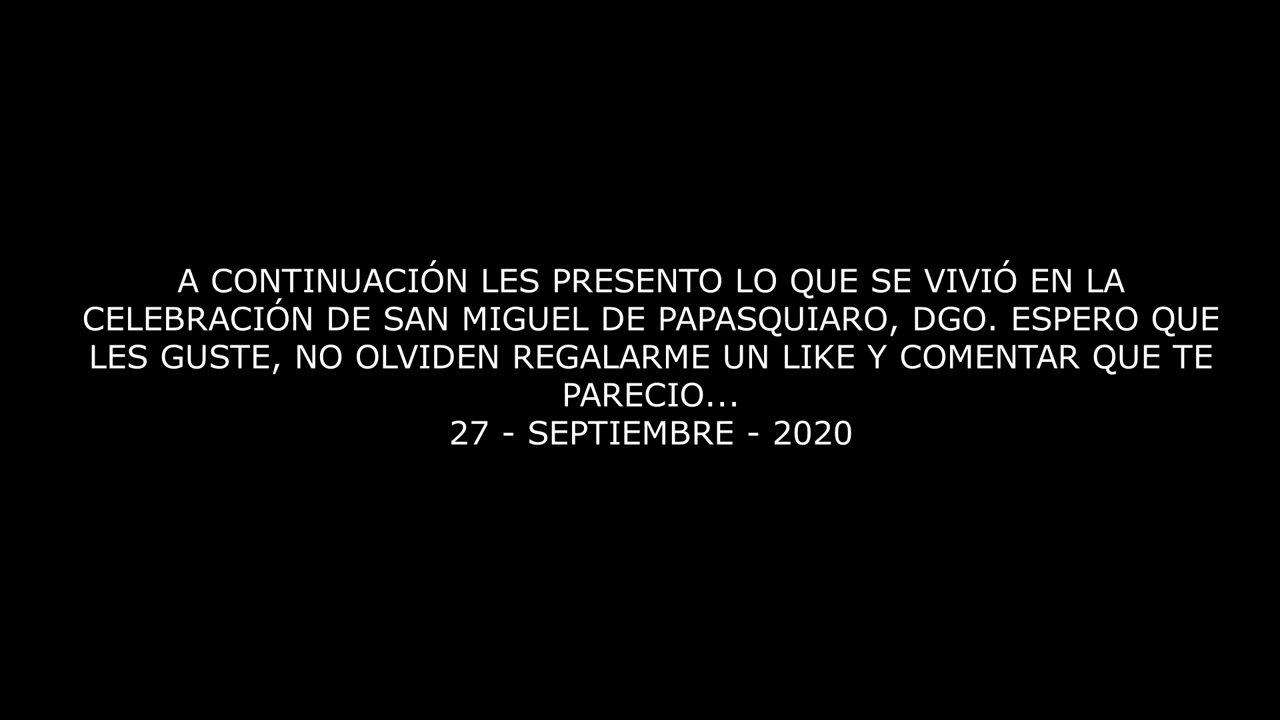 A CONTINUACIÓN LES PRESENTO LO QUE SE VIVIÓ EN LA
CELEBRACIÓN DE SAN MIGUEL DE PAPASQUIARO, DGO. ESPERO QUE
LES GUSTE, NO OLVIDEN REGALARME UN LIKE Y COMENTAR QUE TE
PARECIO...
27 - SEPTIEMBRE - 2020